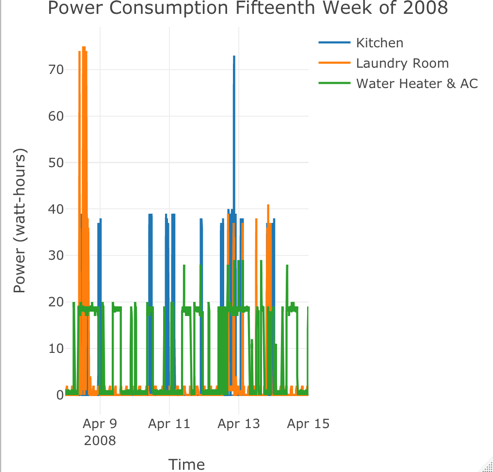 Power Consumption Fifteenth Week of 2008
Kitchen
Laundry Room
Water Heater & AC
Power (watt-hours)
70
60
50
40
30
20
10
0
Apr 9
2008
Apr 11
Apr 13
Apr 15
Time